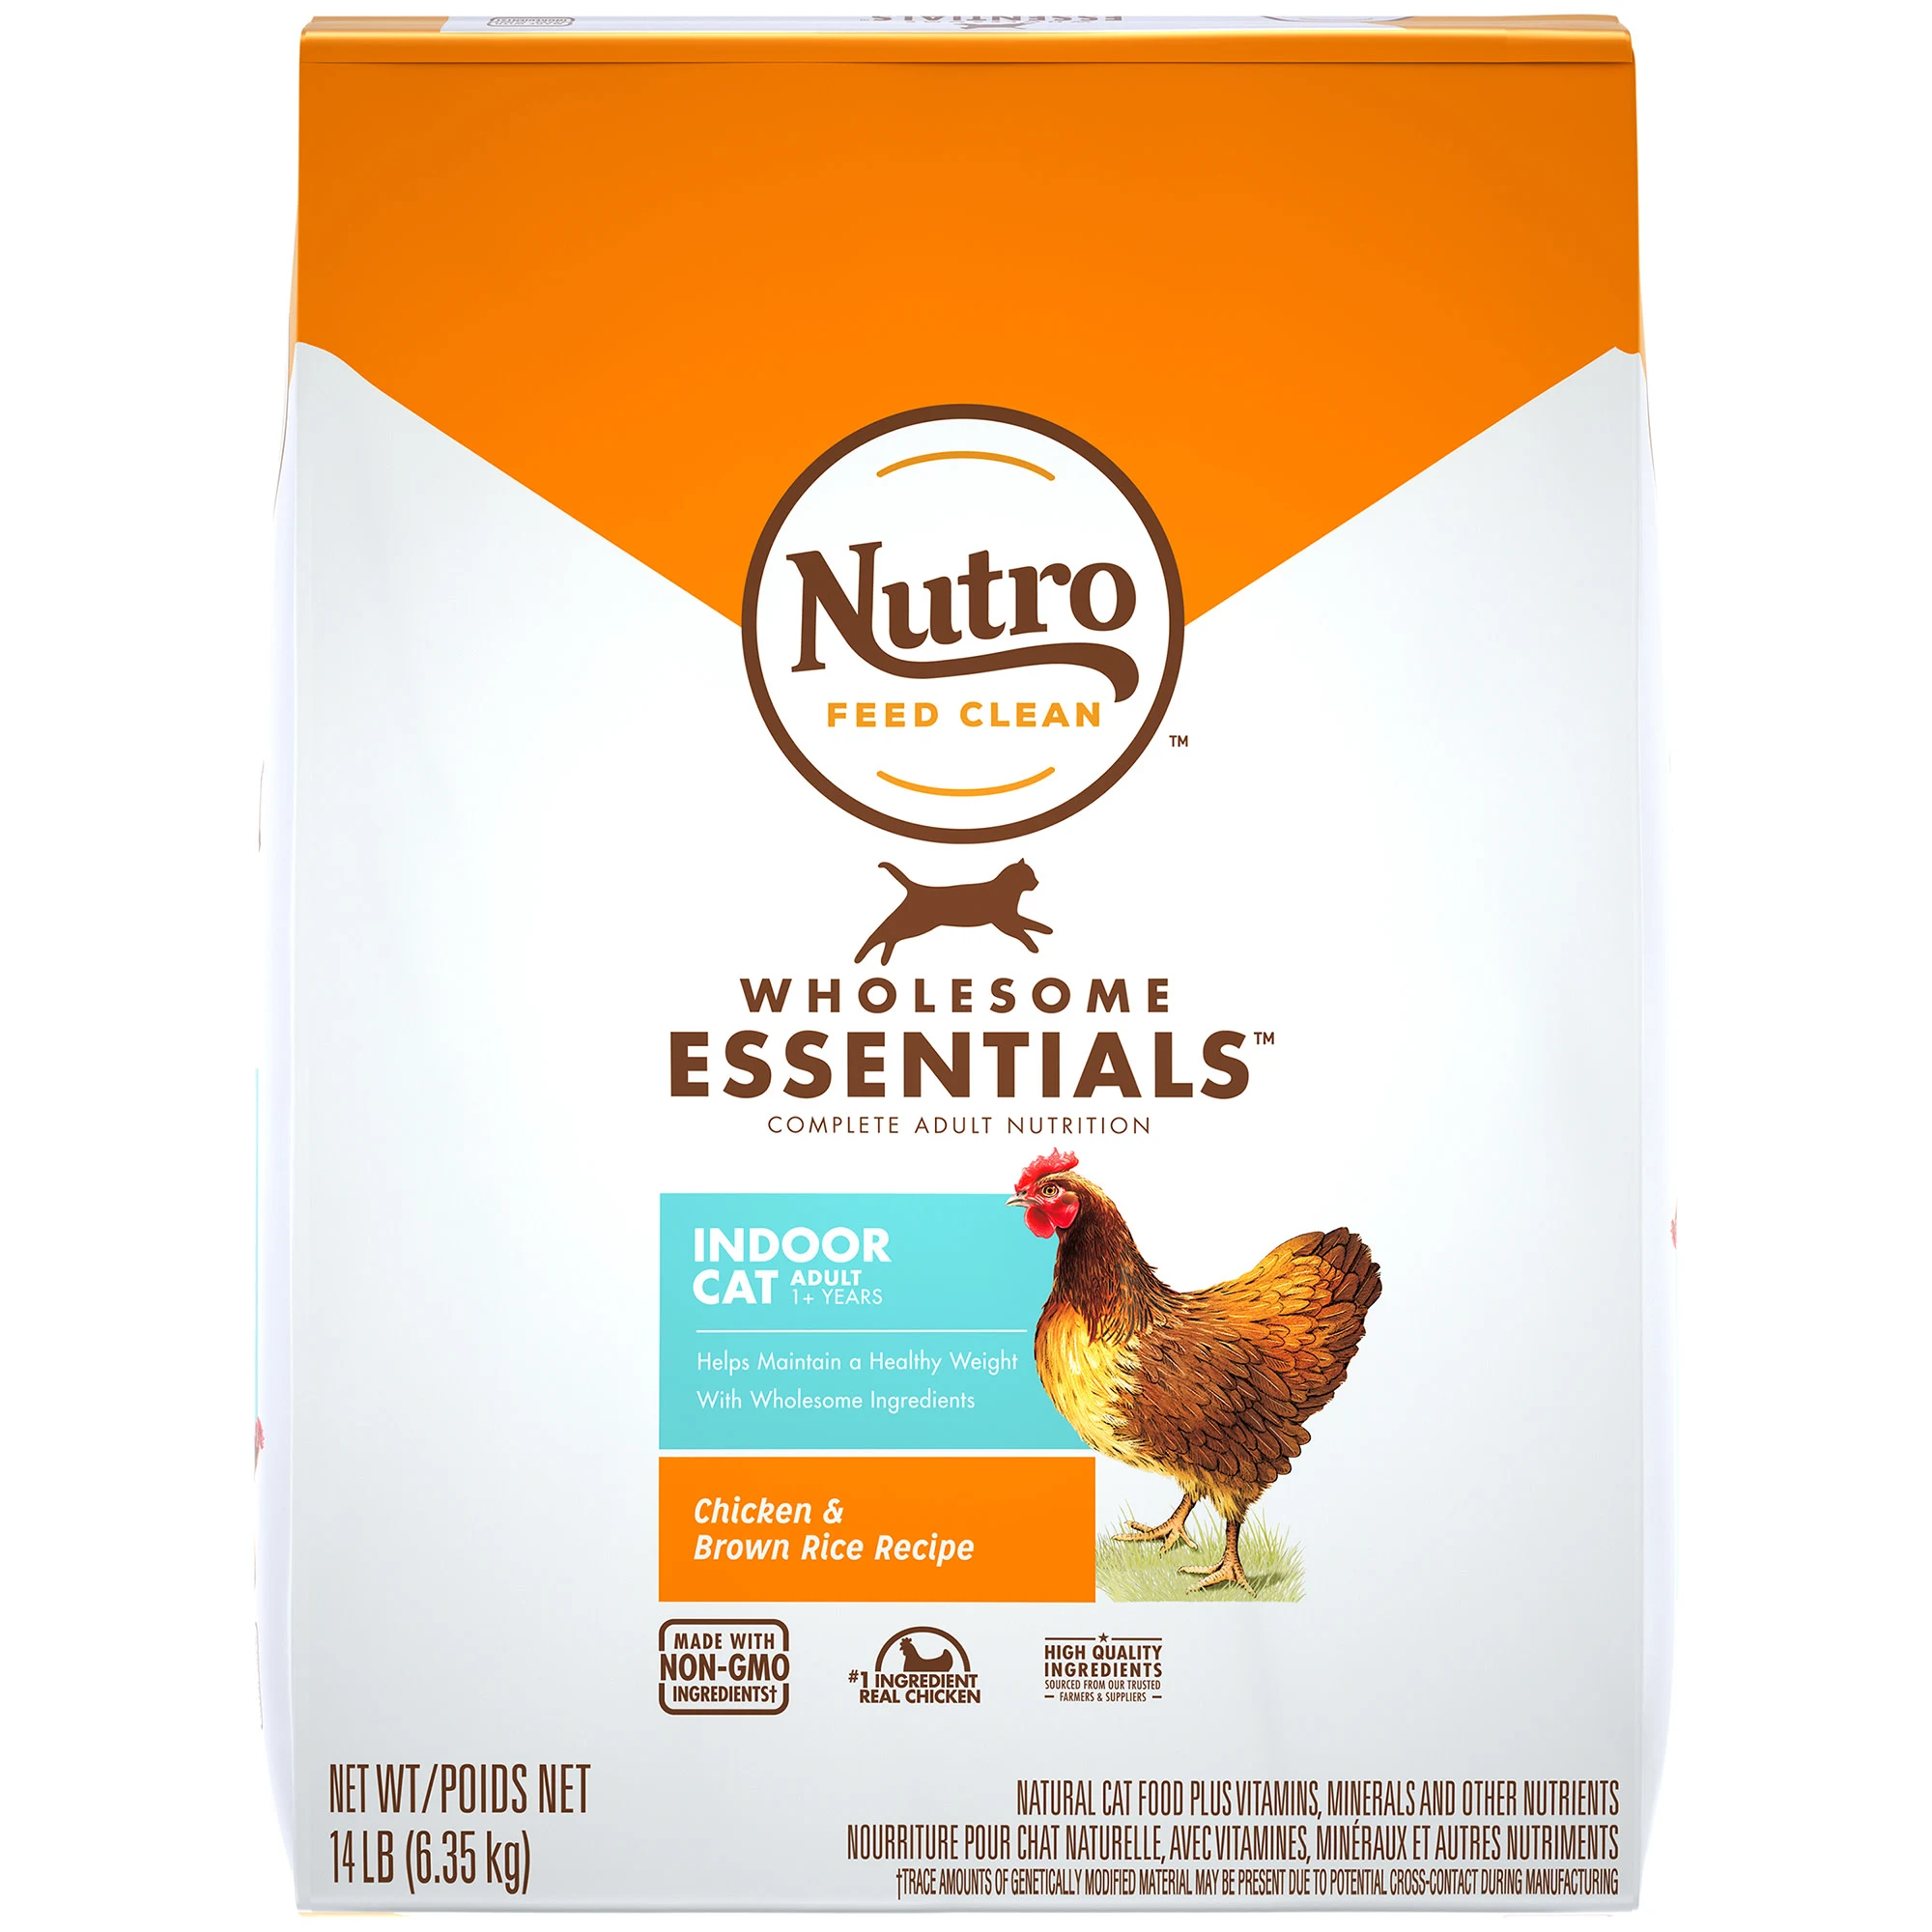 ESSENTIALS
Nutro
FEED CLEAN
TM
WHOLESOME
ESSENTIALS™
COMPLETE ADULT NUTRITION
INDOOR
CAT ADULT
1+ YEARS
Helps Maintain a Healthy Weight
With Wholesome Ingredients
Chicken &
Brown Rice Recipe
MADE WITH
NON-GMO
INGREDIENTS†
#1 INGREDIENT
REAL CHICKEN
HIGH QUALITY
INGREDIENTS
SOURCED FROM OUR TRUSTED
FARMERS & SUPPLIERS
NET WT/POIDS NET
14 LB (6.35 kg)
NATURAL CAT FOOD PLUS VITAMINS, MINERALS AND OTHER NUTRIENTS
NOURRITURE POUR CHAT NATURELLE, AVEC VITAMINES, MINÉRAUX ET AUTRES NUTRIMENTS
†TRACE AMOUNTS OF GENETICALLY MODIFIED MATERIAL MAY BE PRESENT DUE TO POTENTIAL CROSS-CONTACT DURING MANUFACTURING